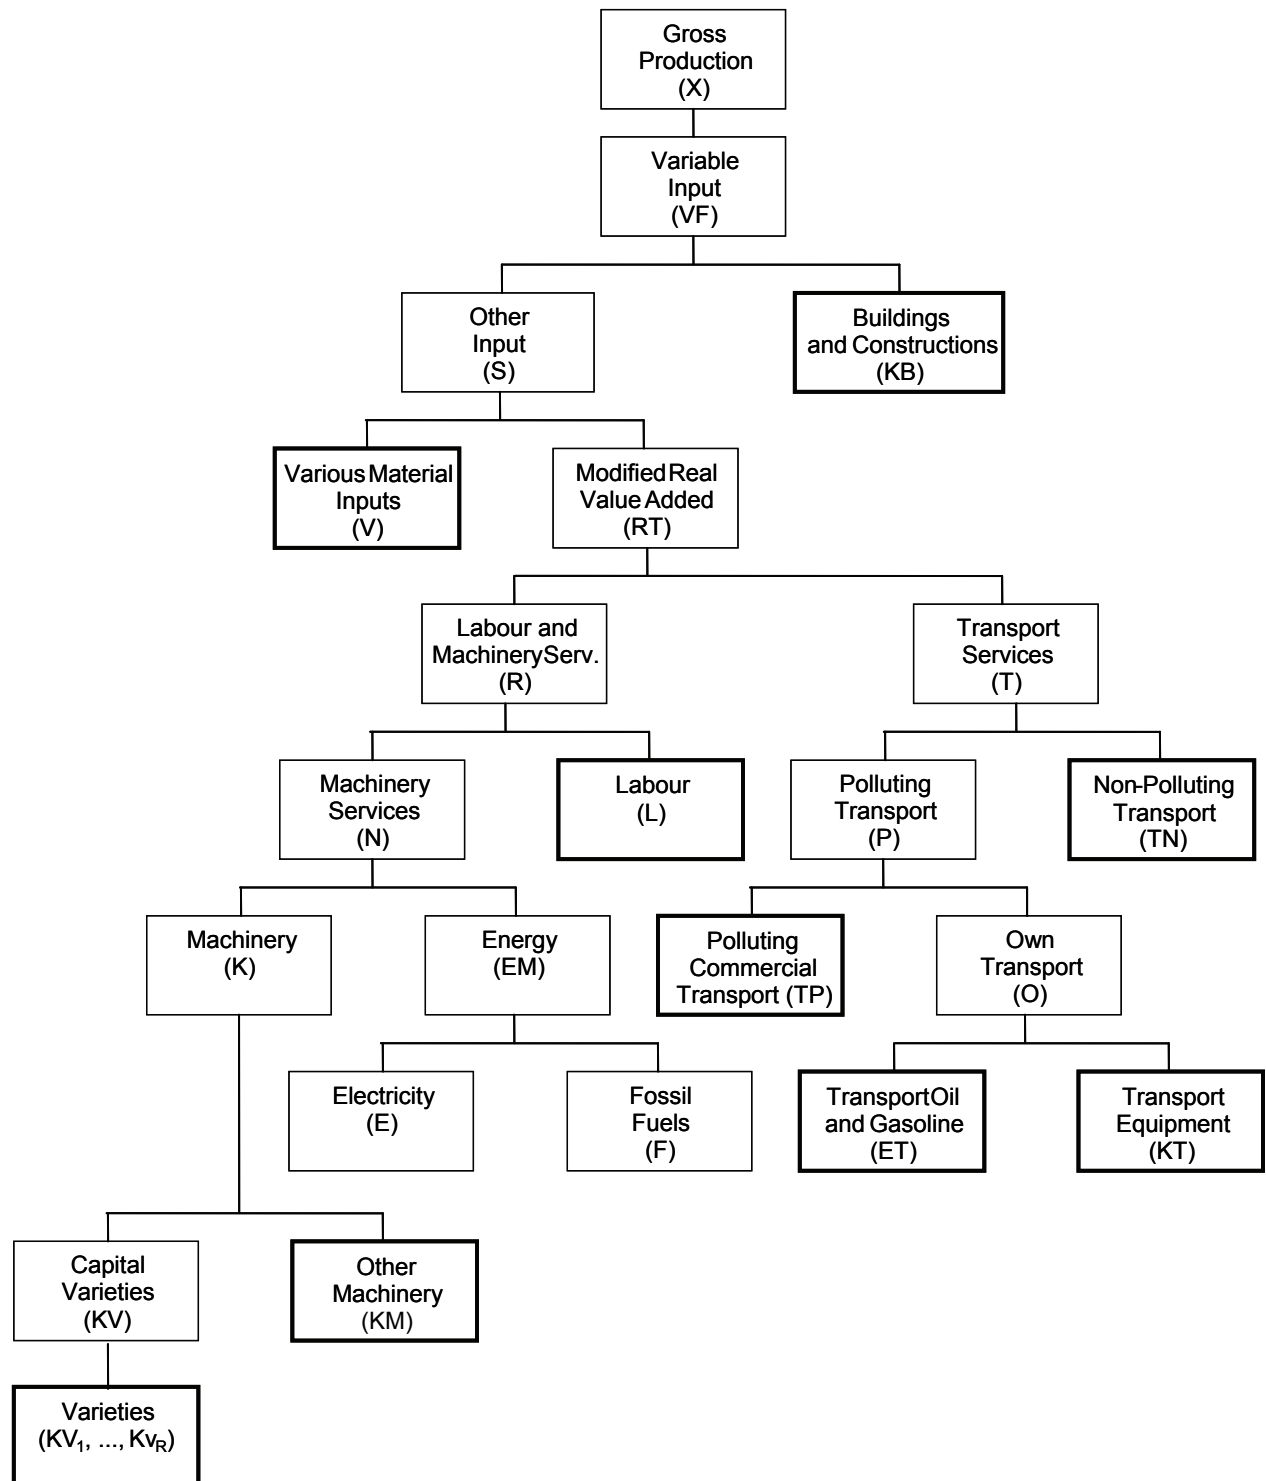 Gross
Production
(X)
Variable
Input
(VF)
Other
Input
(S)
Buildings
and Constructions
(KB)
Various Material
Inputs
(V)
Modified Real
Value Added
(RT)
Labour and
Machinery Serv.
(R)
Transport
Services
(T)
Machinery
Services
(N)
Labour
(L)
Polluting
Transport
(P)
Non-Polluting
Transport
(TN)
Machinery
(K)
Energy
(EM)
Polluting
Commercial
Transport (TP)
Own
Transport
(O)
Electricity
(E)
Fossil
Fuels
(F)
Transport Oil
and Gasoline
(ET)
Transport
Equipment
(KT)
Capital
Varieties
(KV)
Other
Machinery
(KM)
Varieties
(KV₁, ..., Kv_R)